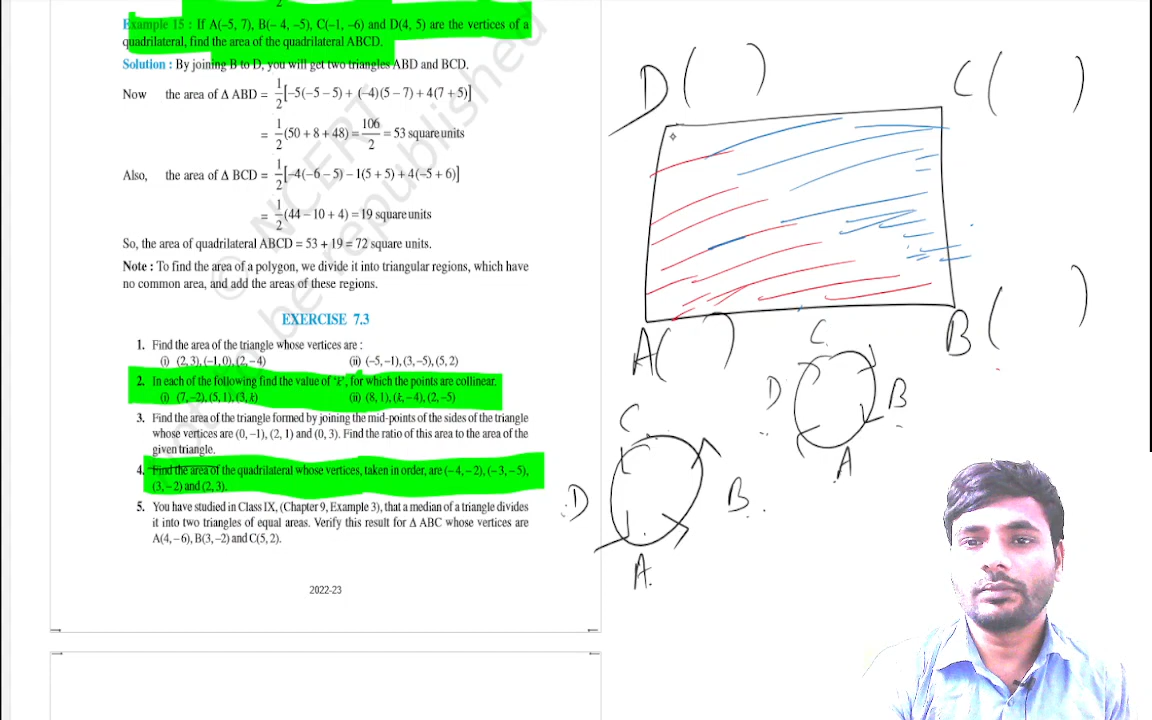 Example 15 : If A(–5, 7), B(– 4, –5), C(–1, –6) and D(4, 5) are the vertices of a
quadrilateral, find the area of the quadrilateral ABCD.
Solution : By joining B to D, you will get two triangles ABD and BCD.
Now the area of Δ ABD = 1/2 [–5(–5 – 5) + (–4)(5 – 7) + 4(7 + 5)]
= 1/2 (50 + 8 + 48) = 106/2 = 53 square units
Also, the area of Δ BCD = 1/2 [–4(–6 – 5) – 1(5 + 5) + 4(–5 + 6)]
= 1/2 (44 – 10 + 4) = 19 square units
So, the area of quadrilateral ABCD = 53 + 19 = 72 square units.
Note : To find the area of a polygon, we divide it into triangular regions, which have
no common area, and add the areas of these regions.
EXERCISE 7.3
1. Find the area of the triangle whose vertices are :
(i) (2, 3), (–1, 0), (2, – 4) (ii) (–5, –1), (3, –5), (5, 2)
2. In each of the following find the value of 'k', for which the points are collinear.
(i) (7, –2), (5, 1), (3, k) (ii) (8, 1), (k, – 4), (2, –5)
3. Find the area of the triangle formed by joining the mid-points of the sides of the triangle
whose vertices are (0, –1), (2, 1) and (0, 3). Find the ratio of this area to the area of the
given triangle.
4. Find the area of the quadrilateral whose vertices, taken in order, are (– 4, – 2), (– 3, – 5),
(3, – 2) and (2, 3).
5. You have studied in Class IX, (Chapter 9, Example 3), that a median of a triangle divides
it into two triangles of equal areas. Verify this result for Δ ABC whose vertices are
A(4, – 6), B(3, –2) and C(5, 2).
2022-23
© NCERT
not to be republished
D ( ) C ( )
A ( ) B ( )
C
D B
A
C
D B
A